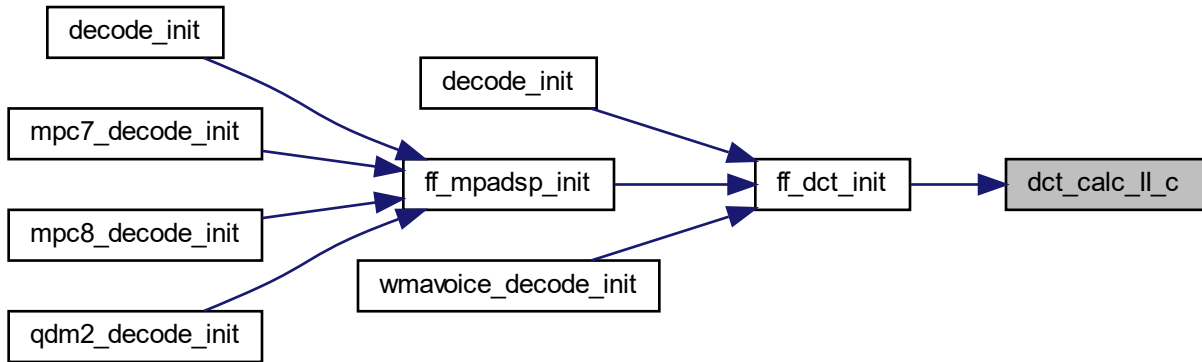 decode_init
mpc7_decode_init
mpc8_decode_init
qdm2_decode_init
decode_init
ff_mpadsp_init
wmavoice_decode_init
ff_dct_init
dct_calc_II_c